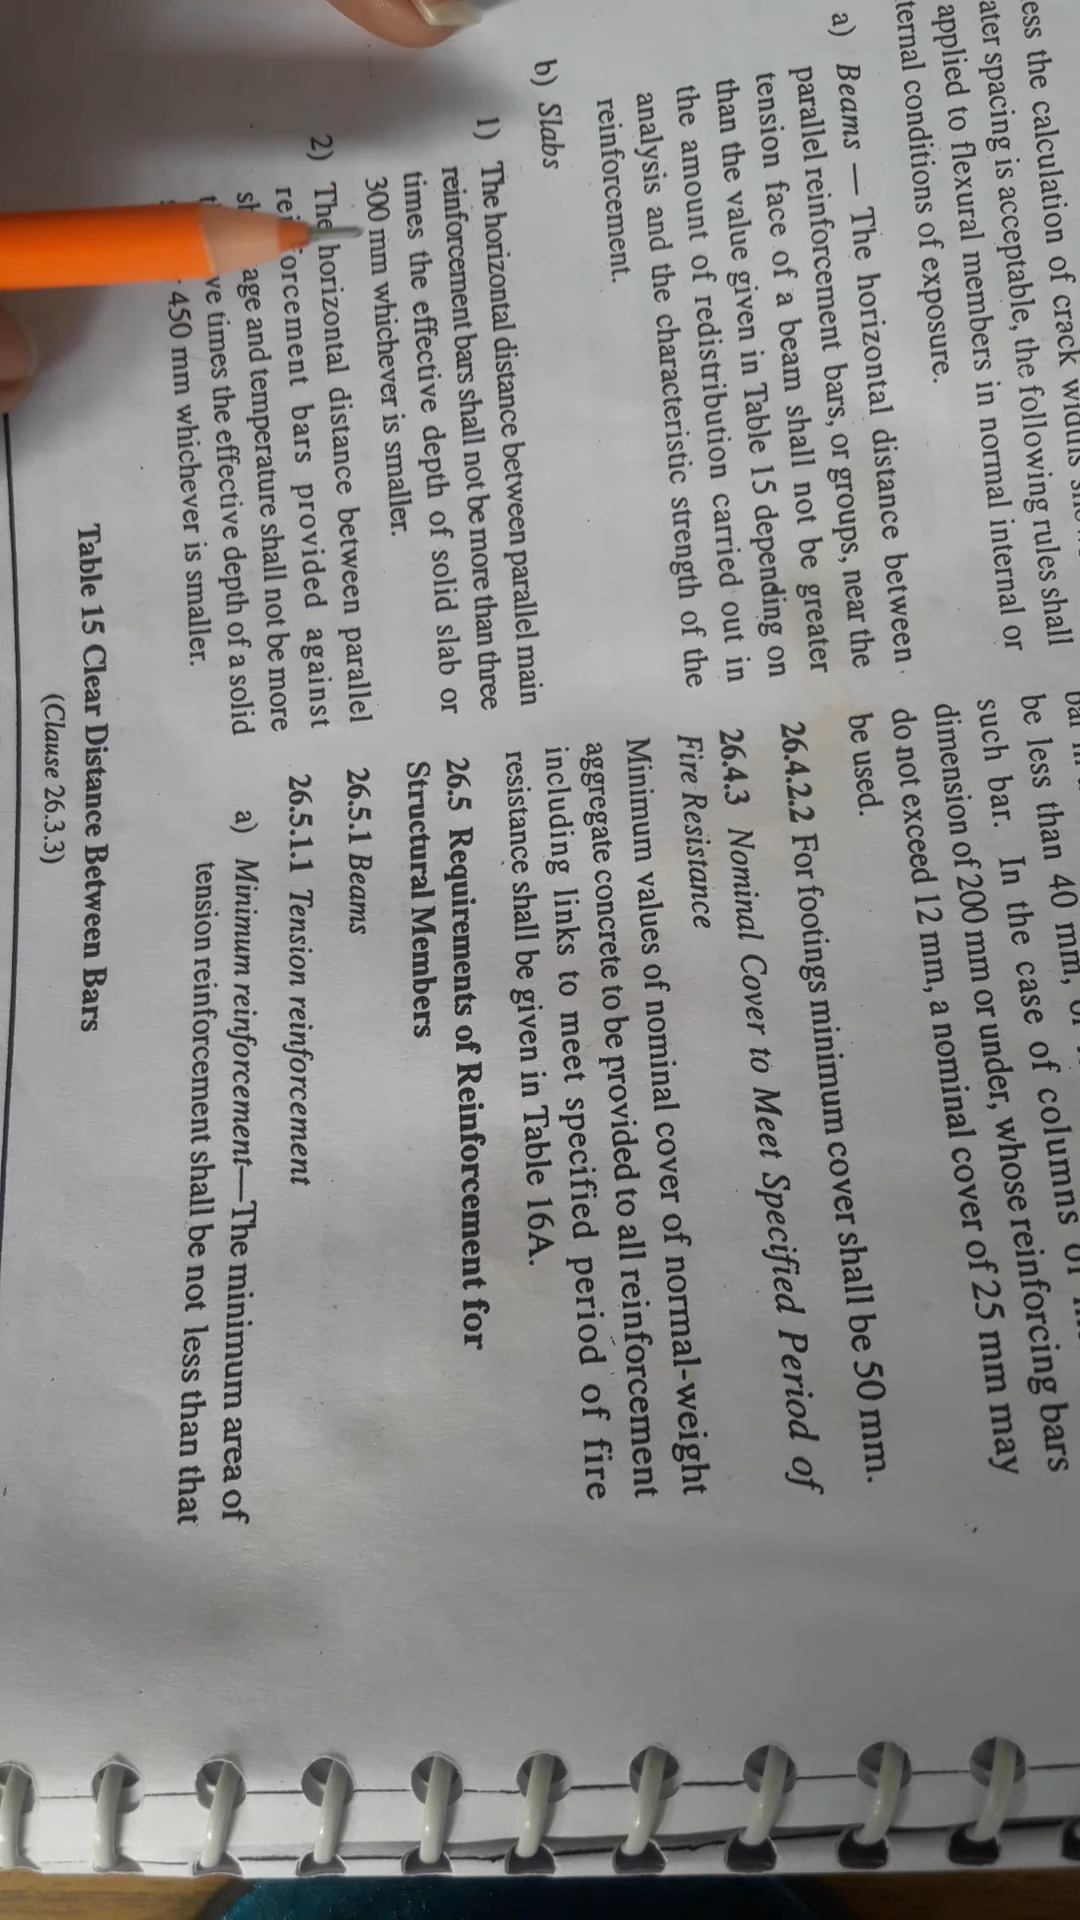 ess the calculation of crack widths
ater spacing is acceptable, the following rules shall
applied to flexural members in normal internal or
ternal conditions of exposure.
a) Beams — The horizontal distance between
parallel reinforcement bars, or groups, near the
tension face of a beam shall not be greater
than the value given in Table 15 depending on
the amount of redistribution carried out in
analysis and the characteristic strength of the
reinforcement.
b) Slabs
1) The horizontal distance between parallel main
reinforcement bars shall not be more than three
times the effective depth of solid slab or
300 mm whichever is smaller.
2) The horizontal distance between parallel
reinforcement bars provided against
age and temperature shall not be more
ve times the effective depth of a solid
450 mm whichever is smaller.
be less than 40 mm,
such bar. In the case of columns of
dimension of 200 mm or under, whose reinforcing bars
do not exceed 12 mm, a nominal cover of 25 mm may
be used.
26.4.2.2 For footings minimum cover shall be 50 mm.
26.4.3 Nominal Cover to Meet Specified Period of
Fire Resistance
Minimum values of nominal cover of normal-weight
aggregate concrete to be provided to all reinforcement
including links to meet specified period of fire
resistance shall be given in Table 16A.
26.5 Requirements of Reinforcement for
Structural Members
26.5.1 Beams
26.5.1.1 Tension reinforcement
a) Minimum reinforcement—The minimum area of
tension reinforcement shall be not less than that
Table 15 Clear Distance Between Bars
(Clause 26.3.3)